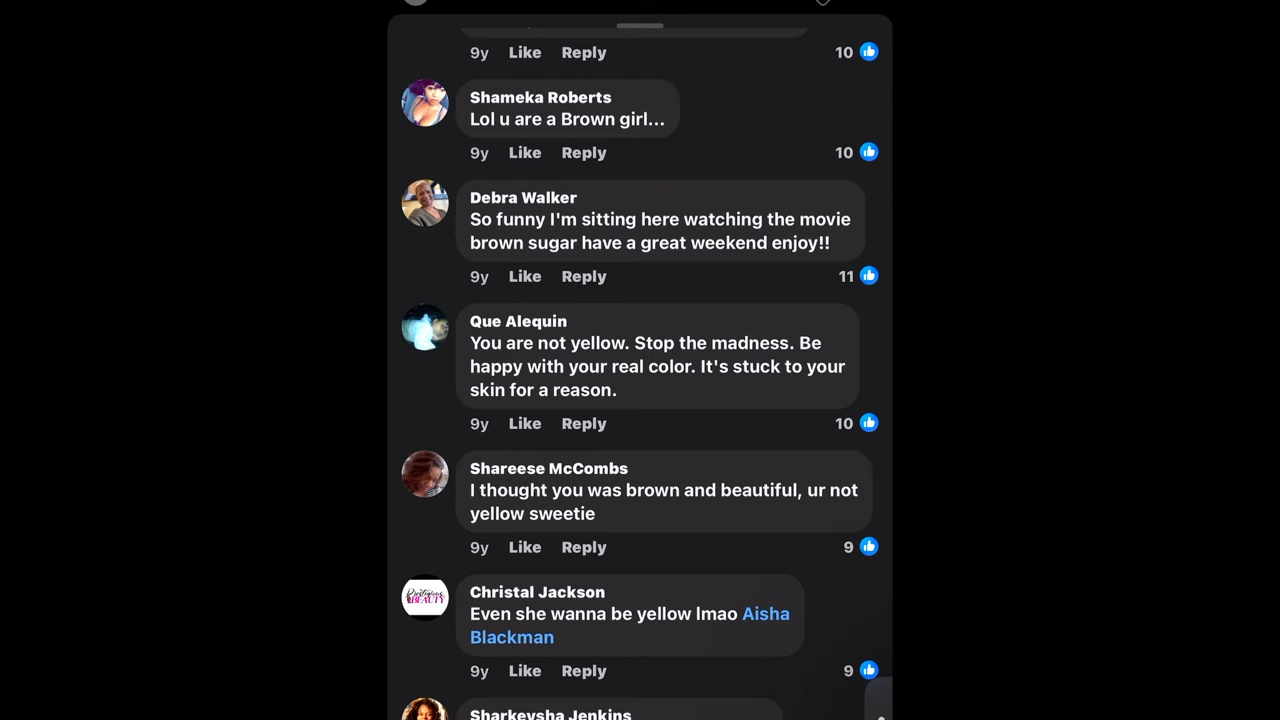 9y Like Reply 10
Shameka Roberts
Lol u are a Brown girl...
9y Like Reply 10
Debra Walker
So funny I'm sitting here watching the movie
brown sugar have a great weekend enjoy!!
9y Like Reply 11
Que Alequin
You are not yellow. Stop the madness. Be
happy with your real color. It's stuck to your
skin for a reason.
9y Like Reply 10
Shareese McCombs
I thought you was brown and beautiful, ur not
yellow sweetie
9y Like Reply 9
Prestigious
BEAUTY
Christal Jackson
Even she wanna be yellow lmao Aisha
Blackman
9y Like Reply 9
Sharkeysha Jenkins